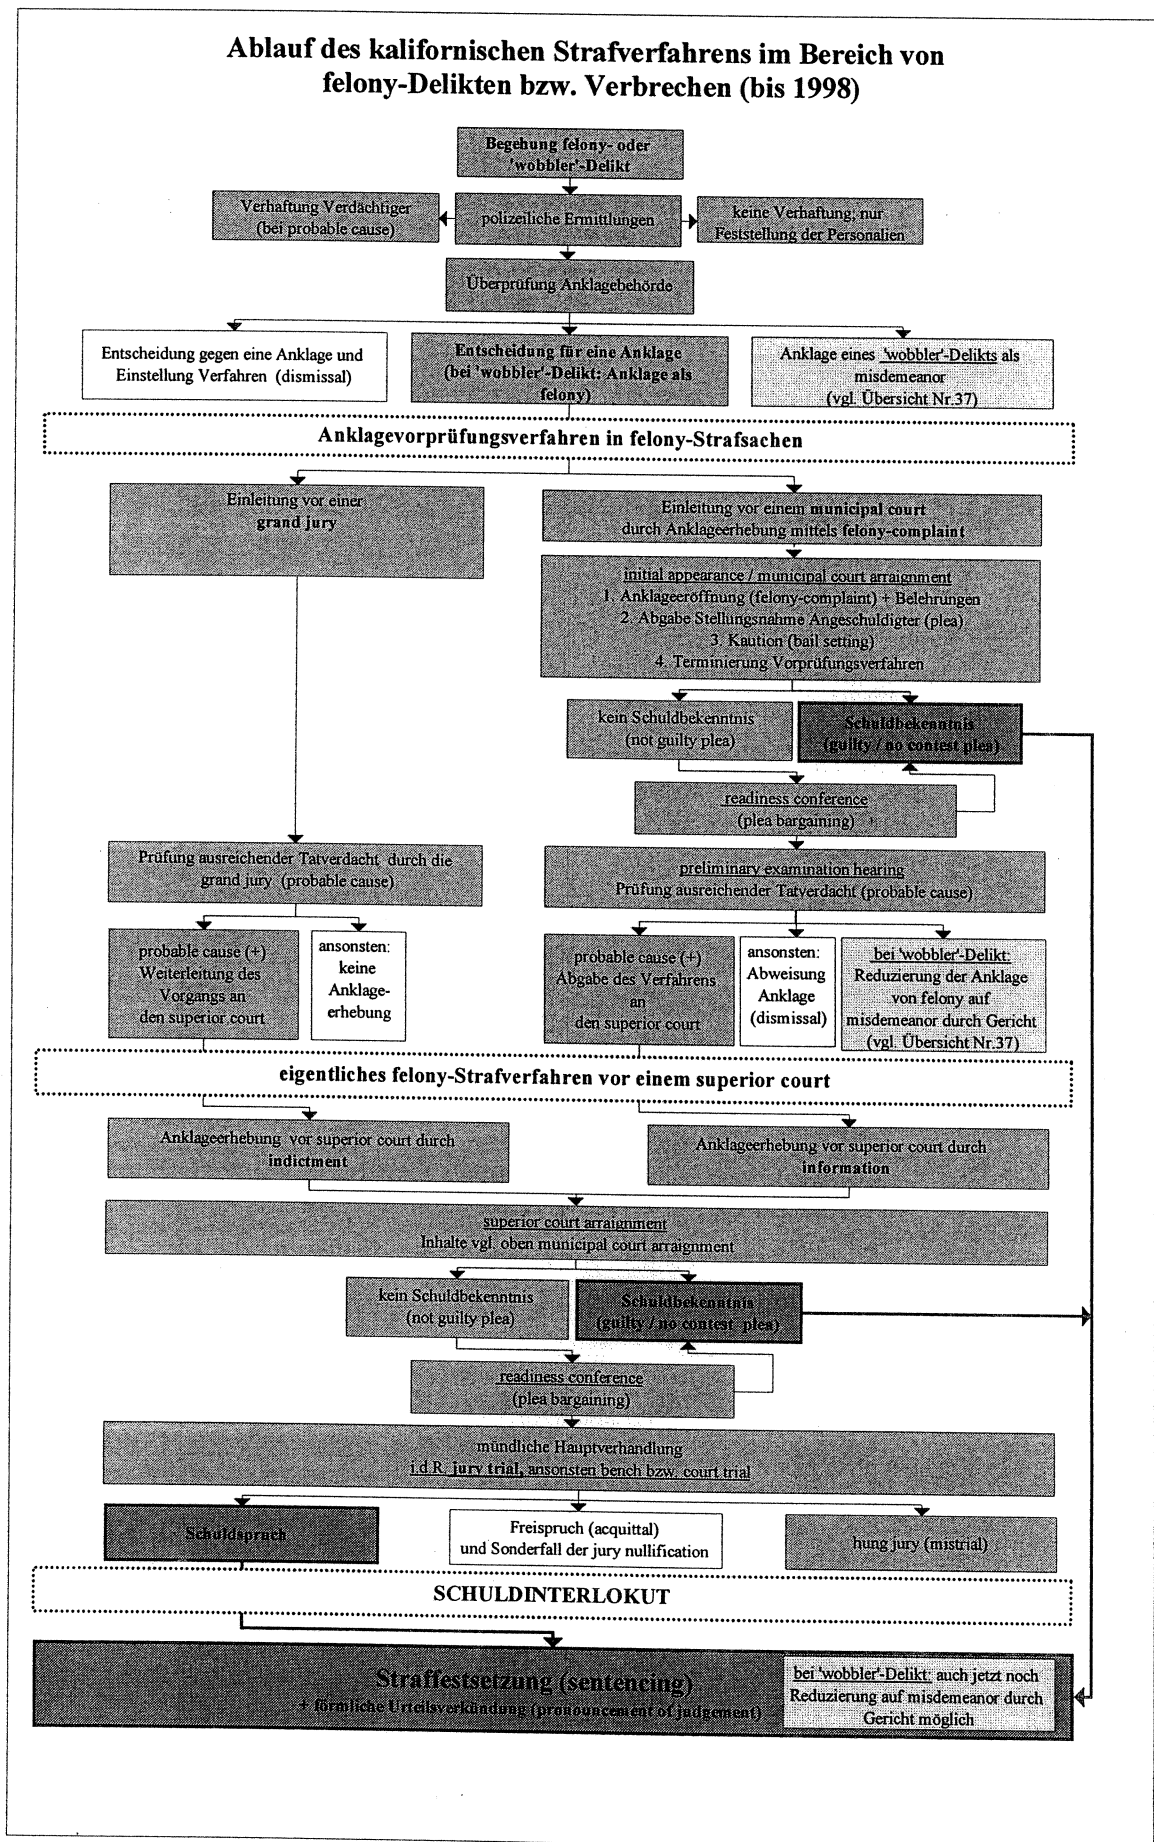 Ablauf des kalifornischen Strafverfahrens im Bereich von
felony-Delikten bzw. Verbrechen (bis 1998)
Begehung felony- oder
'wobbler'-Delikt
Verhaftung Verdächtiger
(bei probable cause)
polizeiliche Ermittlungen
keine Verhaftung; nur
Feststellung der Personalien
Überprüfung Anklagebehörde
Entscheidung gegen eine Anklage und
Einstellung Verfahren (dismissal)
Entscheidung für eine Anklage
(bei 'wobbler'-Delikt: Anklage als
felony)
Anklage eines 'wobbler'-Delikts als
misdemeanor
(vgl. Übersicht Nr.37)
Anklagevorprüfungsverfahren in felony-Strafsachen
Einleitung vor einer
grand jury
Einleitung vor einem municipal court
durch Anklageerhebung mittels felony-complaint
initial appearance / municipal court arraignment
1. Anklageeröffnung (felony-complaint) + Belehrungen
2. Abgabe Stellungsnahme Angeschuldigter (plea)
3. Kaution (bail setting)
4. Terminierung Vorprüfungsverfahren
kein Schuldbekenntnis
(not guilty plea)
Schuldbekenntnis
(guilty / no contest plea)
readiness conference
(plea bargaining)
Prüfung ausreichender Tatverdacht durch die
grand jury (probable cause)
preliminary examination hearing
Prüfung ausreichender Tatverdacht (probable cause)
probable cause (+)
Weiterleitung des
Vorgangs an
den superior court
ansonsten:
keine
Anklage-
erhebung
probable cause (+)
Abgabe des Verfahrens
an
den superior court
ansonsten:
Abweisung
Anklage
(dismissal)
bei 'wobbler'-Delikt:
Reduzierung der Anklage
von felony auf
misdemeanor durch Gericht
(vgl. Übersicht Nr.37)
eigentliches felony-Strafverfahren vor einem superior court
Anklageerhebung vor superior court durch
indictment
Anklageerhebung vor superior court durch
information
superior court arraignment
Inhalte vgl. oben municipal court arraignment
kein Schuldbekenntnis
(not guilty plea)
Schuldbekenntnis
(guilty / no contest plea)
readiness conference
(plea bargaining)
mündliche Hauptverhandlung
i.d.R. jury trial, ansonsten bench bzw. court trial
Schuldspruch
Freispruch (acquittal)
und Sonderfall der jury nullification
hung jury (mistrial)
SCHULDINTERLOKUT
Straffestsetzung (sentencing)
+ förmliche Urteilsverkündung (pronouncement of judgement)
bei 'wobbler'-Delikt: auch jetzt noch
Reduzierung auf misdemeanor durch
Gericht möglich